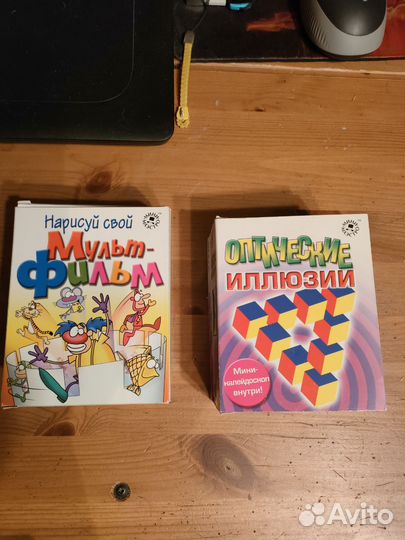 Нарисуй свой
Мульт-
Фильм
ОПТИЧЕСКИЕ
ИЛЛЮЗИИ
Мини-
калейдоскоп
внутри!
Avito